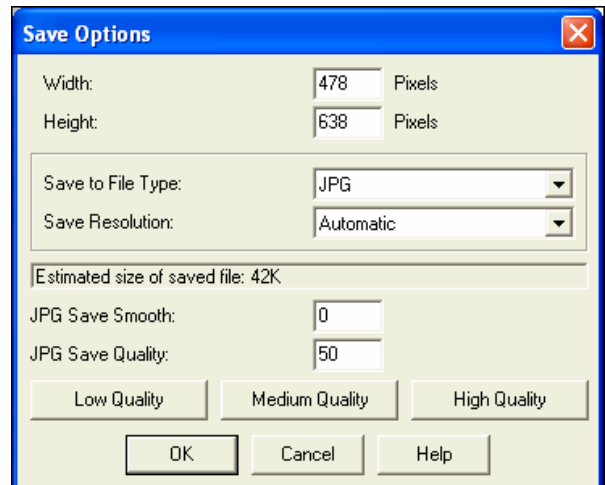 Save Options
Width: 478 Pixels
Height: 638 Pixels
Save to File Type: JPG
Save Resolution: Automatic
Estimated size of saved file: 42K
JPG Save Smooth: 0
JPG Save Quality: 50
Low Quality Medium Quality High Quality
OK Cancel Help